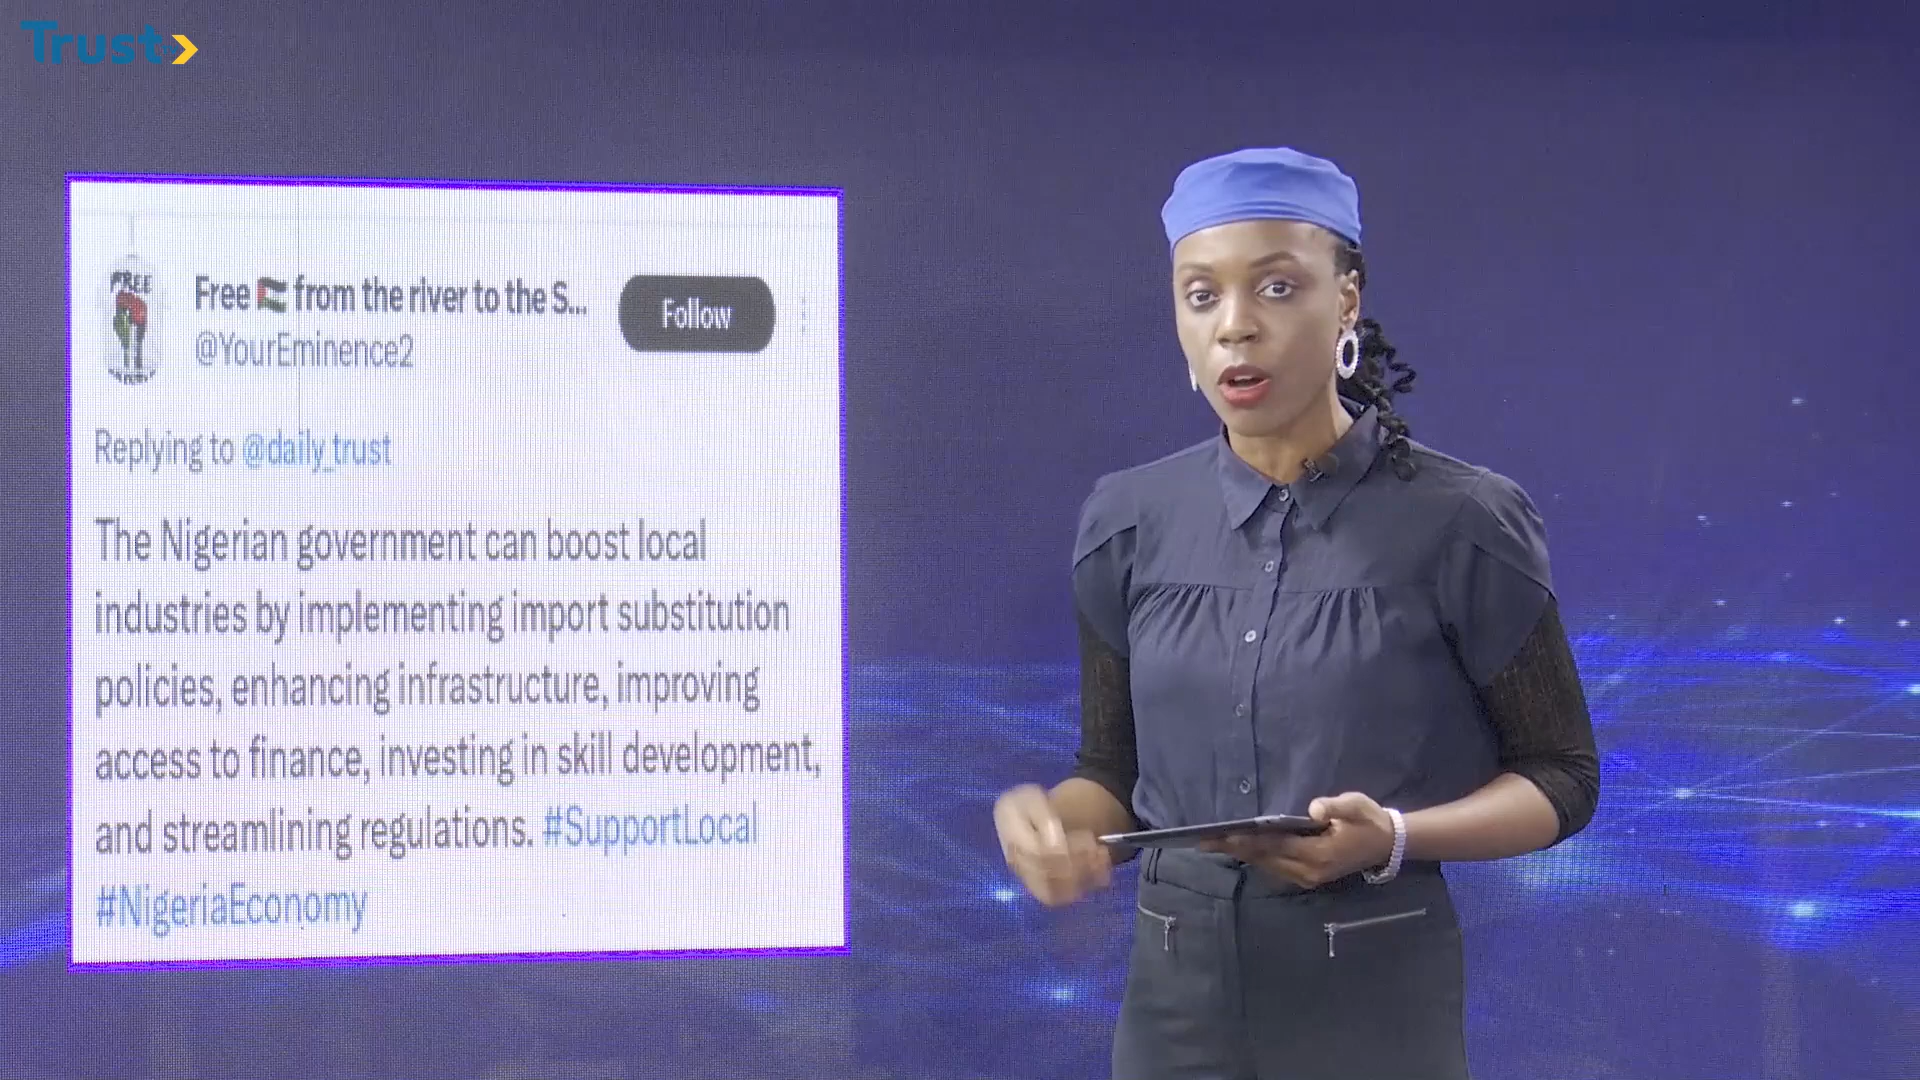 Trust
FREE
Free 🇵🇸 from the river to the S...
@YourEminence2
Follow
Replying to @daily_trust
The Nigerian government can boost local
industries by implementing import substitution
policies, enhancing infrastructure, improving
access to finance, investing in skill development,
and streamlining regulations. #SupportLocal
#NigeriaEconomy